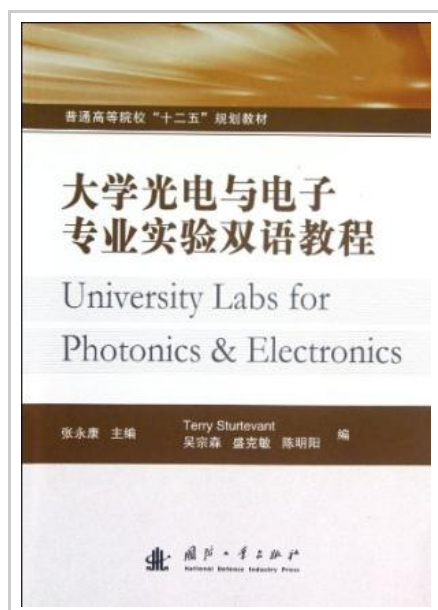 普通高等院校“十二五”规划教材
大学光电与电子
专业实验双语教程
University Labs for
Photonics & Electronics
张永康 主编
Terry Sturtevant
吴宗森 盛克敏 陈明阳 编
国防工业出版社
National Defense Industry Press